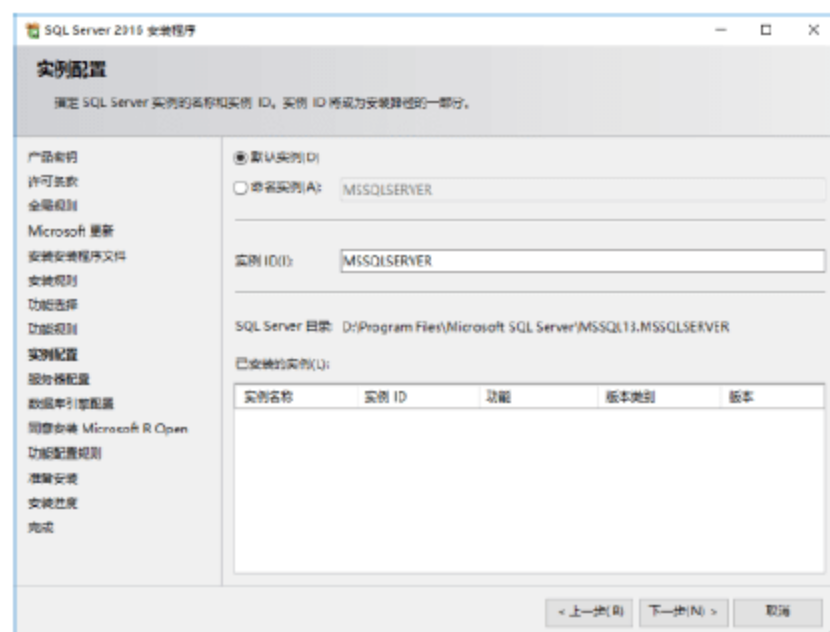 SQL Server 2016 安装程序
实例配置
指定 SQL Server 实例的名称和实例 ID。实例 ID 将成为安装路径的一部分。
产品密钥
许可条款
全局规则
Microsoft 更新
安装安装程序文件
安装规则
功能选择
功能规则
实例配置
服务器配置
数据库引擎配置
同意安装 Microsoft R Open
功能配置规则
准备安装
安装进度
完成
默认实例(D)
命名实例(A): MSSQLSERVER
实例 ID(I): MSSQLSERVER
SQL Server 目录: D:\Program Files\Microsoft SQL Server\MSSQL13.MSSQLSERVER
已安装的实例(L):
实例名称 实例 ID 功能 版本类别 版本
< 上一步(B) 下一步(N) > 取消